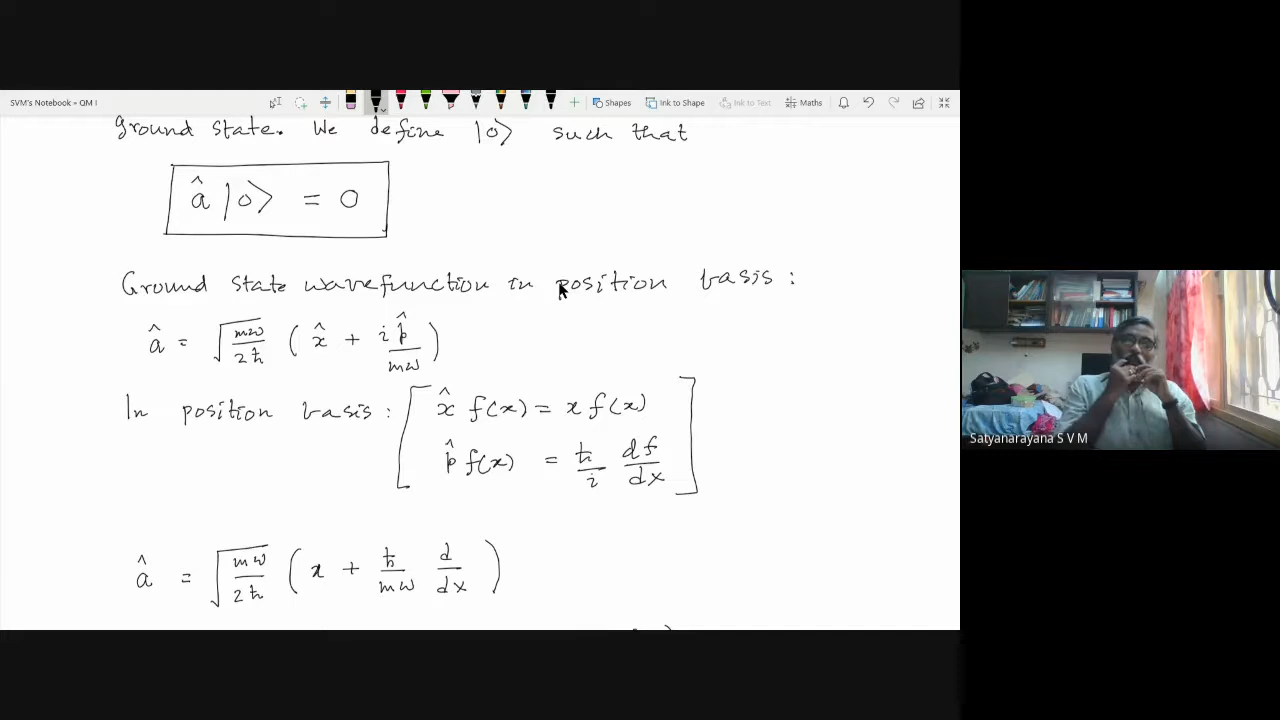 SVM's Notebook = QM I
Shapes Ink to Shape Ink to Text Maths
Ground state. We define |0⟩ such that
â |0⟩ = 0
Ground state wavefunction in position basis :
â = √(mω/2ħ) ( x̂ + i p̂/mω )
In position basis : [ x̂ f(x) = x f(x)
p̂ f(x) = ħ/i df/dx ]
â = √(mω/2ħ) ( x + ħ/mω d/dx )
Satyanarayana S V M